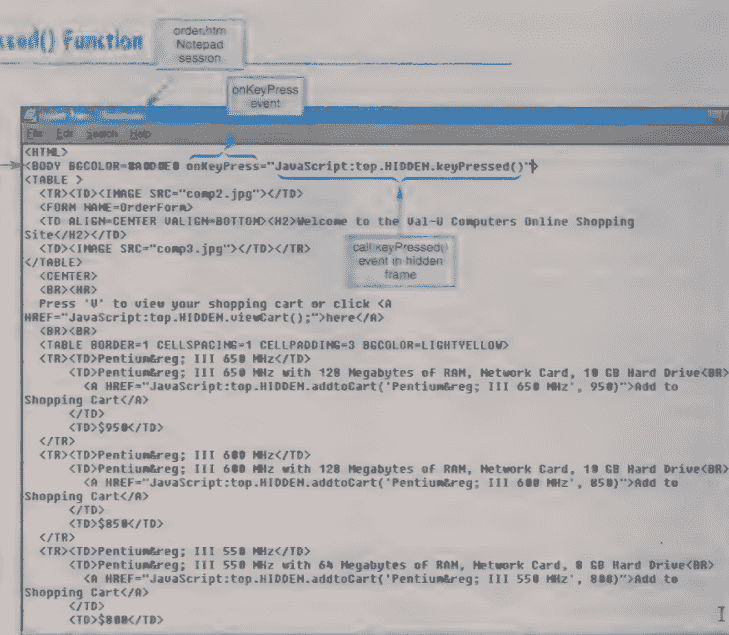 ssed() Function
order.htm
Notepad
session
onKeyPress
event
File Edit Search Help
<HTML>
<BODY BGCOLOR=#A0D0E0 onKeyPress="JavaScript:top.HIDDEN.keyPressed()">
<TABLE >
<TR><TD><IMAGE SRC="comp2.jpg"></TD>
<FORM NAME=OrderForm>
<TD ALIGN=CENTER VALIGN=BOTTOM><H2>Welcome to the Val-U Computers Online Shopping
Site</H2></TD>
<TD><IMAGE SRC="comp3.jpg"></TD></TR>
</TABLE>
call keyPressed()
event in hidden
frame
<CENTER>
<BR><HR>
Press 'V' to view your shopping cart or click <A
HREF="JavaScript:top.HIDDEN.viewCart();">here</A>
<BR><BR>
<TABLE BORDER=1 CELLSPACING=1 CELLPADDING=3 BGCOLOR=LIGHTYELLOW>
<TR><TD>Pentium&reg; III 650 MHz</TD>
<TD>Pentium&reg; III 650 MHz with 128 Megabytes of RAM, Network Card, 10 GB Hard Drive<BR>
<A HREF="JavaScript:top.HIDDEN.addtoCart('Pentium&reg; III 650 MHz', 950)">Add to
Shopping Cart</A>
</TD>
<TD>$950</TD>
</TR>
<TR><TD>Pentium&reg; III 600 MHz</TD>
<TD>Pentium&reg; III 600 MHz with 128 Megabytes of RAM, Network Card, 10 GB Hard Drive<BR>
<A HREF="JavaScript:top.HIDDEN.addtoCart('Pentium&reg; III 600 MHz', 850)">Add to
Shopping Cart</A>
</TD>
<TD>$850</TD>
</TR>
<TR><TD>Pentium&reg; III 550 MHz</TD>
<TD>Pentium&reg; III 550 MHz with 64 Megabytes of RAM, Network Card, 8 GB Hard Drive<BR>
<A HREF="JavaScript:top.HIDDEN.addtoCart('Pentium&reg; III 550 MHz', 800)">Add to
Shopping Cart</A>
</TD>
<TD>$800</TD>